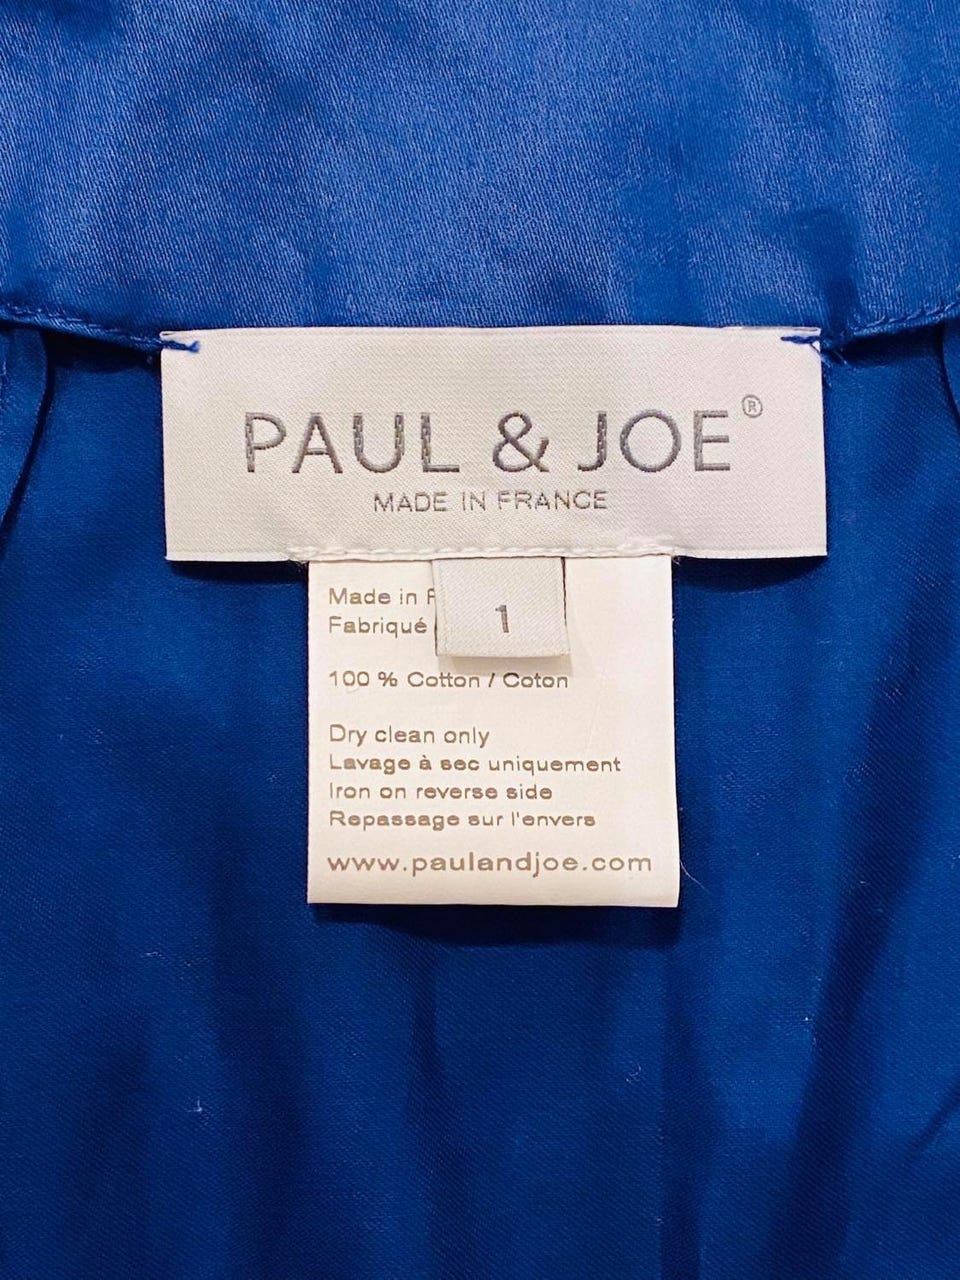 PAUL & JOE®
MADE IN FRANCE
1
Made in
Fabriqué
100 % Cotton / Coton
Dry clean only
Lavage à sec uniquement
Iron on reverse side
Repassage sur l'envers
www.paulandjoe.com